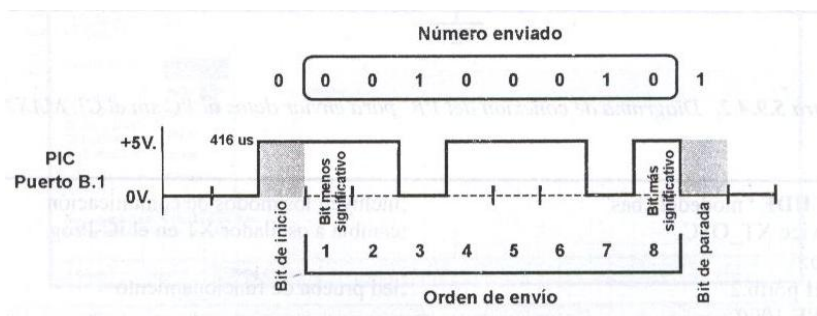 Número enviado
0 0 0 1 0 0 0 1 0 1
PIC
Puerto B.1
+5V.
0V.
416 us
Bit de inicio
Bit menos
significativo
Bit más
significativo
Bit de parada
1 2 3 4 5 6 7 8
Orden de envío